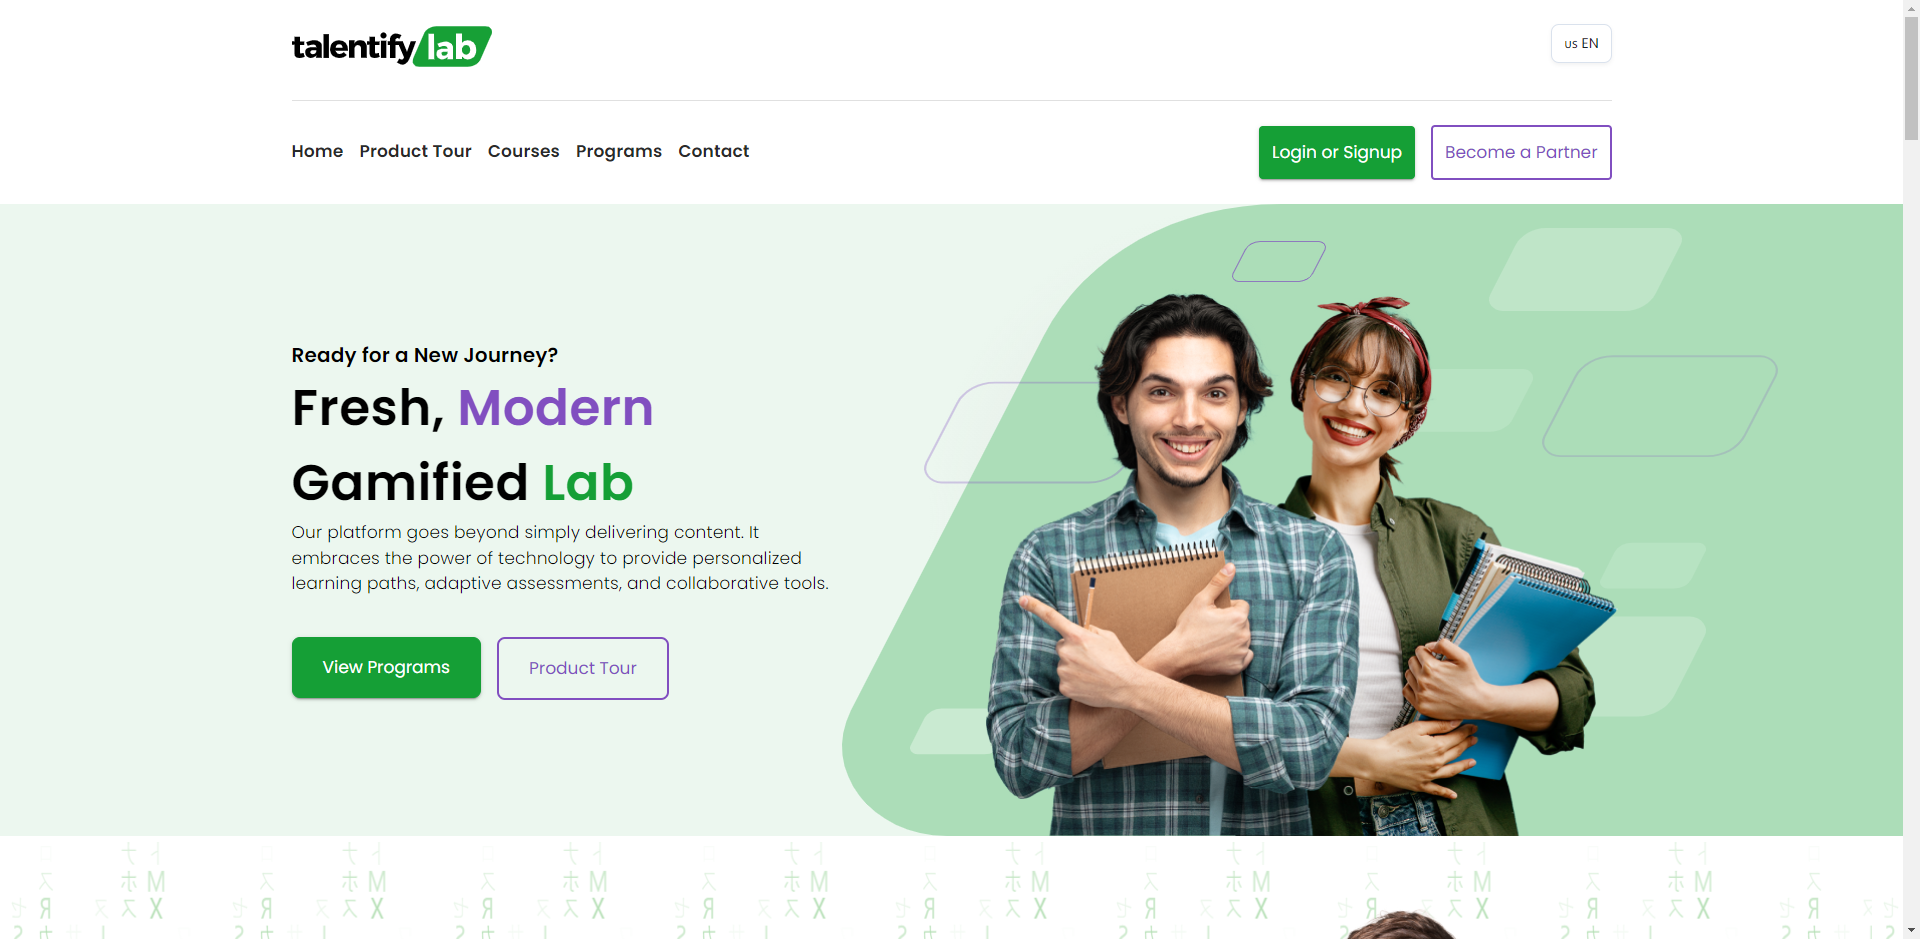 talentify lab
US EN
Home Product Tour Courses Programs Contact
Login or Signup
Become a Partner
Ready for a New Journey?
Fresh, Modern
Gamified Lab
Our platform goes beyond simply delivering content. It
embraces the power of technology to provide personalized
learning paths, adaptive assessments, and collaborative tools.
View Programs
Product Tour